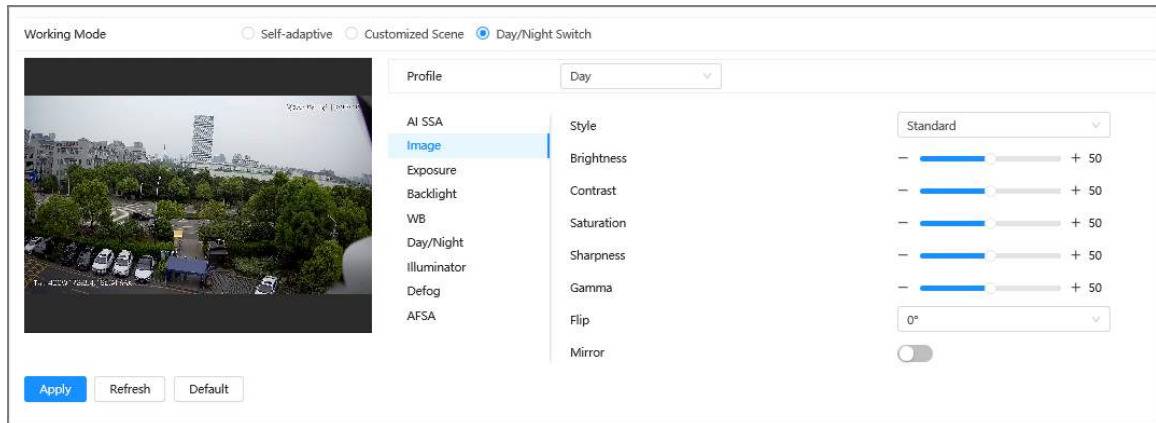 Working Mode Self-adaptive Customized Scene Day/Night Switch
Profile Day
AI SSA
Image
Exposure
Backlight
WB
Day/Night
Illuminator
Defog
AFSA
Style Standard
Brightness - + 50
Contrast - + 50
Saturation - + 50
Sharpness - + 50
Gamma - + 50
Flip 0°
Mirror
Apply Refresh Default